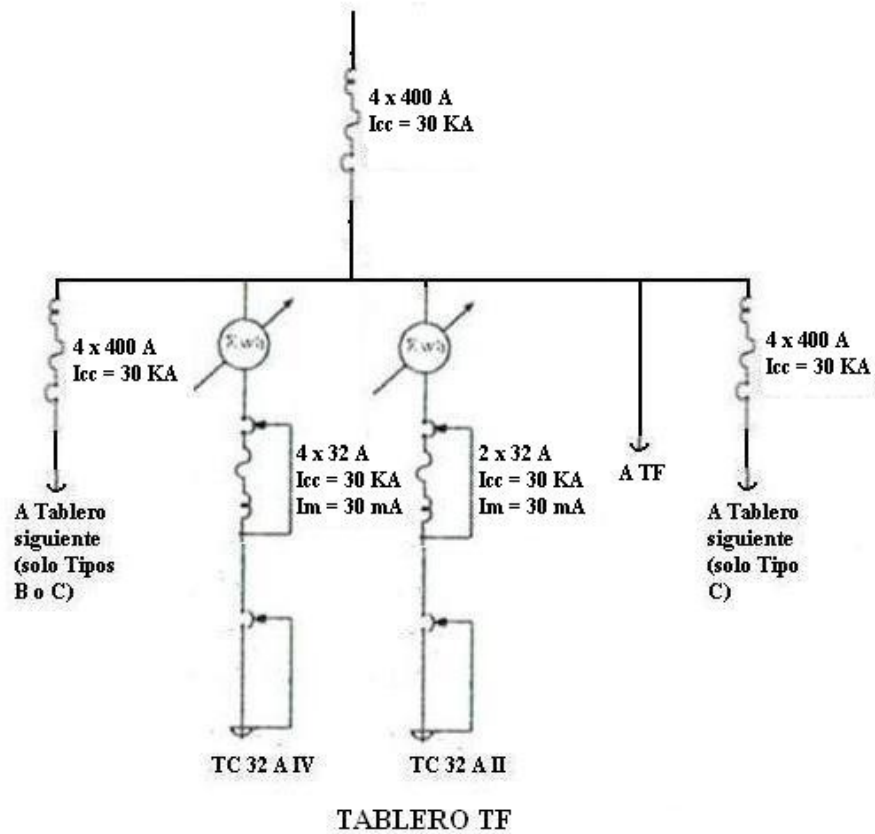 4 x 400 A
Icc = 30 KA
4 x 400 A
Icc = 30 KA
4 x 32 A
Icc = 30 KA
Im = 30 mA
2 x 32 A
Icc = 30 KA
Im = 30 mA
4 x 400 A
Icc = 30 KA
A Tablero
siguiente
(solo Tipos
B o C)
A TF
A Tablero
siguiente
(solo Tipo
C)
TC 32 A IV
TC 32 A II
TABLERO TF